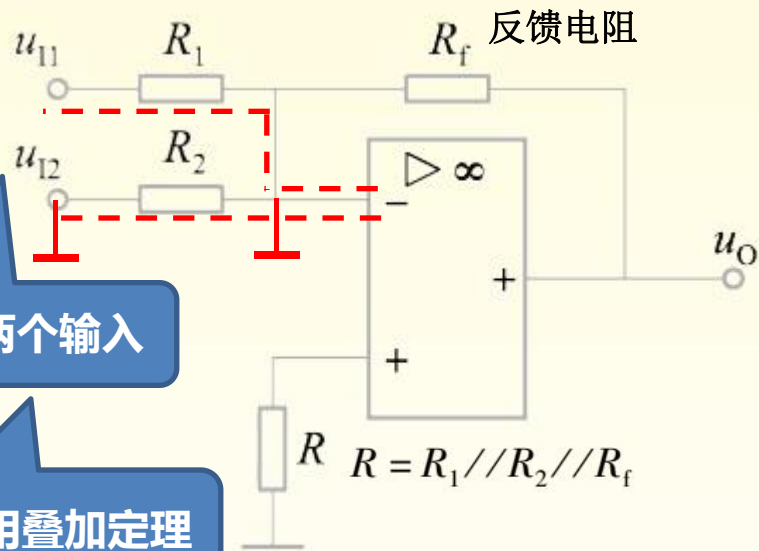 反馈电阻
u_I1 R_1 R_f
u_I2 R_2
▷ ∞
−
u_O
+
两个输入
+
R R = R_1//R_2//R_f
用叠加定理